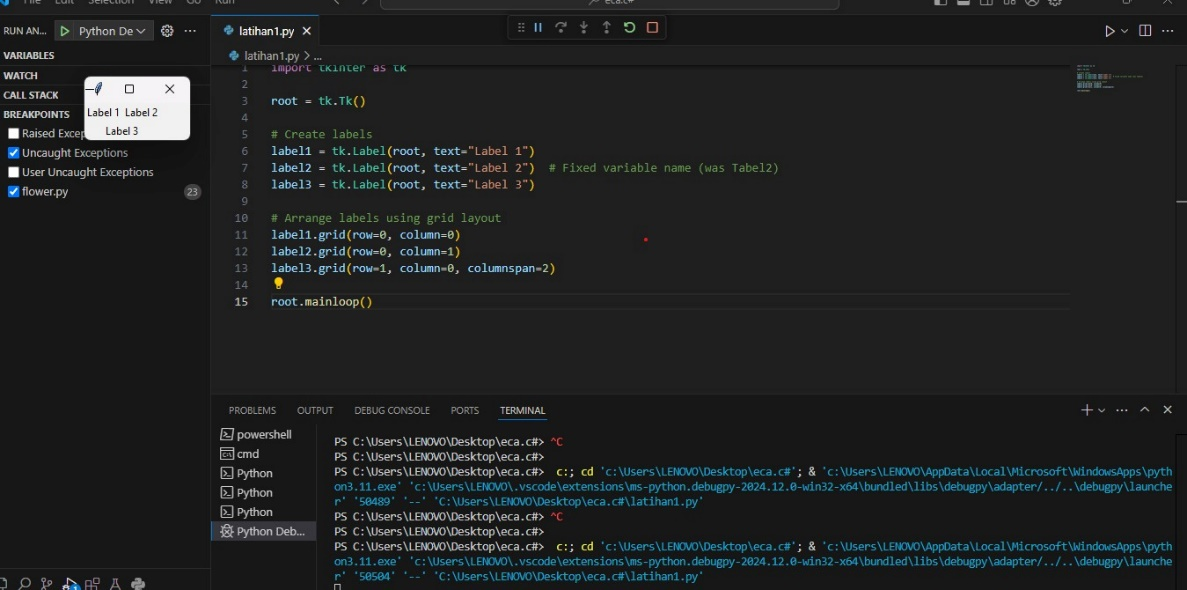 File Edit Selection View Go Run
eca.c#
RUN AN... Python De
latihan1.py
latihan1.py > ...
VARIABLES
WATCH
CALL STACK
BREAKPOINTS
Raised Excep
Uncaught Exceptions
User Uncaught Exceptions
flower.py 23
Label 1 Label 2
Label 3
1 import tkinter as tk
2
3 root = tk.Tk()
4
5 # Create labels
6 label1 = tk.Label(root, text="Label 1")
7 label2 = tk.Label(root, text="Label 2") # Fixed variable name (was Tabel2)
8 label3 = tk.Label(root, text="Label 3")
9
10 # Arrange labels using grid layout
11 label1.grid(row=0, column=0)
12 label2.grid(row=0, column=1)
13 label3.grid(row=1, column=0, columnspan=2)
14
15 root.mainloop()
PROBLEMS OUTPUT DEBUG CONSOLE PORTS TERMINAL
powershell
cmd
Python
Python
Python
Python Deb...
PS C:\Users\LENOVO\Desktop\eca.c#> ^C
PS C:\Users\LENOVO\Desktop\eca.c#>
PS C:\Users\LENOVO\Desktop\eca.c#> c:; cd 'c:\Users\LENOVO\Desktop\eca.c#'; & 'c:\Users\LENOVO\AppData\Local\Microsoft\WindowsApps\pyth
on3.11.exe' 'c:\Users\LENOVO\.vscode\extensions\ms-python.debugpy-2024.12.0-win32-x64\bundled\libs\debugpy\adapter/../..\debugpy\launche
r' '50489' '--' 'C:\Users\LENOVO\Desktop\eca.c#\latihan1.py'
PS C:\Users\LENOVO\Desktop\eca.c#> ^C
PS C:\Users\LENOVO\Desktop\eca.c#>
PS C:\Users\LENOVO\Desktop\eca.c#> c:; cd 'c:\Users\LENOVO\Desktop\eca.c#'; & 'c:\Users\LENOVO\AppData\Local\Microsoft\WindowsApps\pyth
on3.11.exe' 'c:\Users\LENOVO\.vscode\extensions\ms-python.debugpy-2024.12.0-win32-x64\bundled\libs\debugpy\adapter/../..\debugpy\launche
r' '50504' '--' 'C:\Users\LENOVO\Desktop\eca.c#\latihan1.py'
1